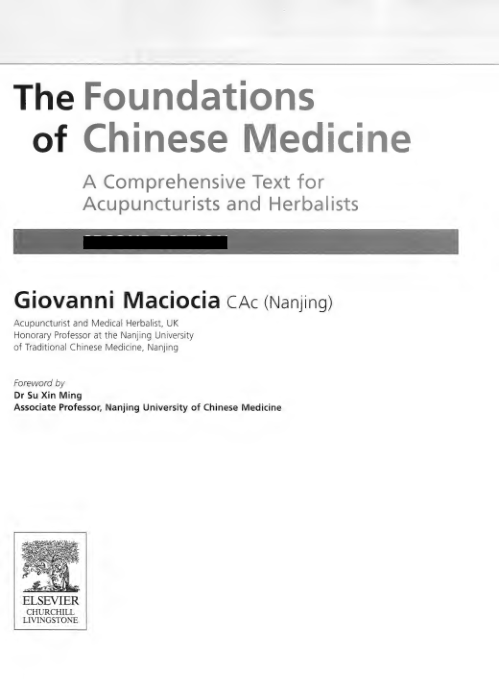 The Foundations
of Chinese Medicine
A Comprehensive Text for
Acupuncturists and Herbalists
Giovanni Maciocia CAc (Nanjing)
Acupuncturist and Medical Herbalist, UK
Honorary Professor at the Nanjing University
of Traditional Chinese Medicine, Nanjing
Foreword by
Dr Su Xin Ming
Associate Professor, Nanjing University of Chinese Medicine
ELSEVIER
CHURCHILL
LIVINGSTONE